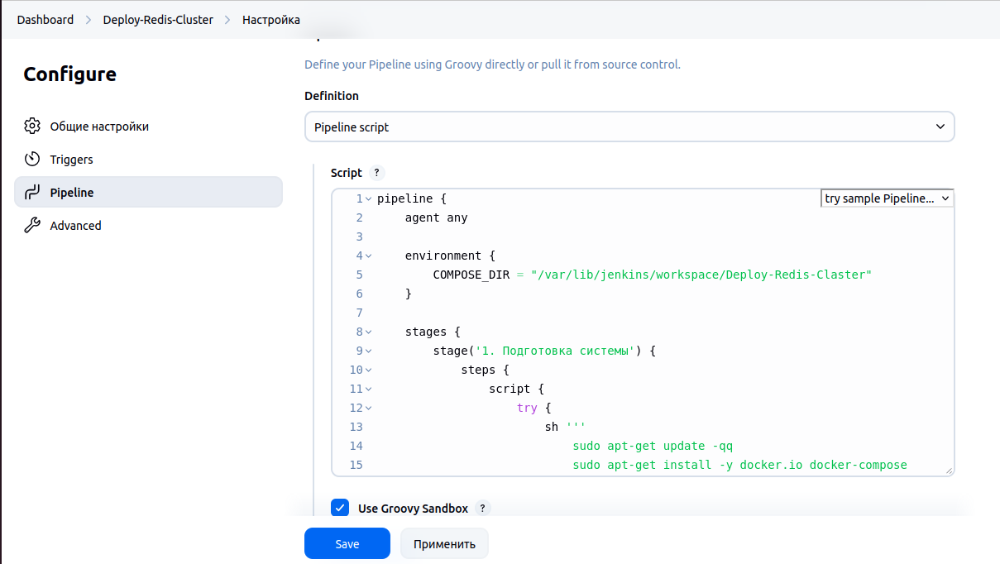 Dashboard > Deploy-Redis-Cluster > Настройка
Configure
Общие настройки
Triggers
Pipeline
Advanced
Define your Pipeline using Groovy directly or pull it from source control.
Definition
Pipeline script
Script ?
try sample Pipeline...
1 pipeline {
2 agent any
3
4 environment {
5 COMPOSE_DIR = "/var/lib/jenkins/workspace/Deploy-Redis-Claster"
6 }
7
8 stages {
9 stage('1. Подготовка системы') {
10 steps {
11 script {
12 try {
13 sh '''
14 sudo apt-get update -qq
15 sudo apt-get install -y docker.io docker-compose
Use Groovy Sandbox ?
Save Применить